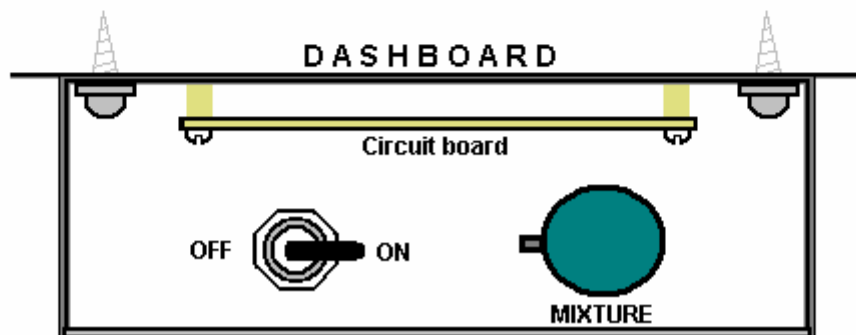 DASHBOARD
Circuit board
OFF
ON
MIXTURE